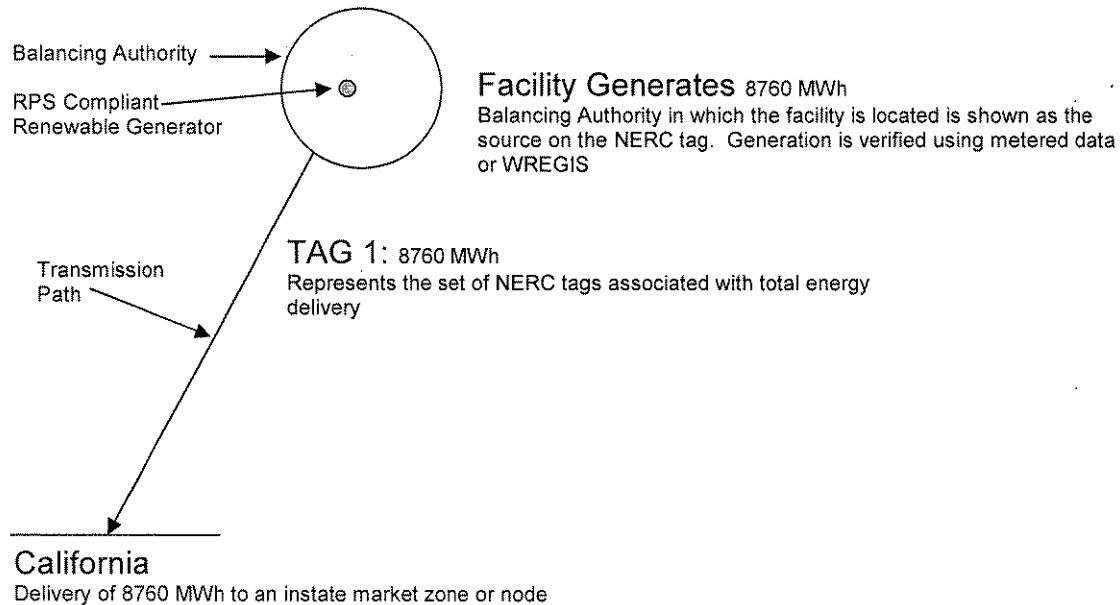 Balancing Authority
RPS Compliant
Renewable Generator
Facility Generates 8760 MWh
Balancing Authority in which the facility is located is shown as the
source on the NERC tag. Generation is verified using metered data
or WREGIS
TAG 1: 8760 MWh
Represents the set of NERC tags associated with total energy
delivery
Transmission
Path
California
Delivery of 8760 MWh to an instate market zone or node